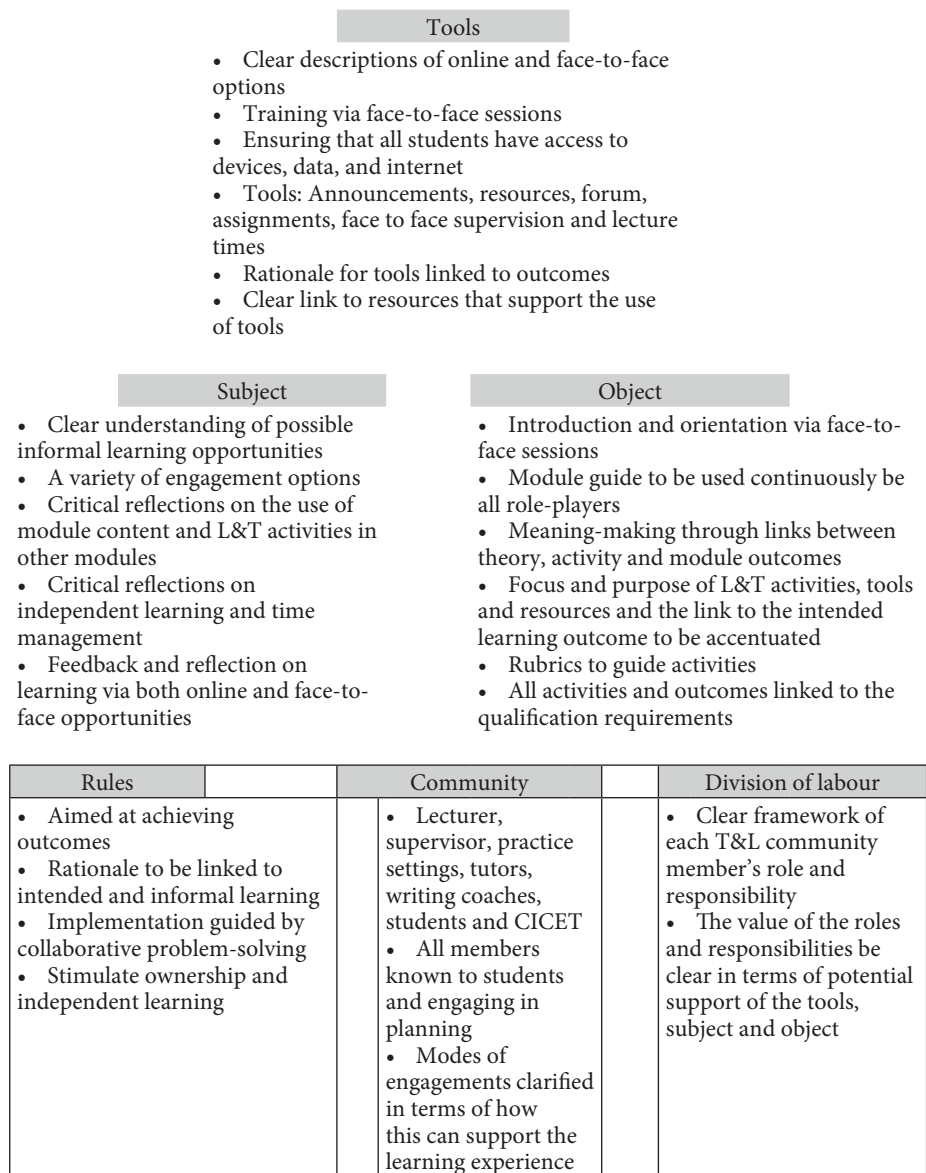 Tools
• Clear descriptions of online and face-to-face
options
• Training via face-to-face sessions
• Ensuring that all students have access to
devices, data, and internet
• Tools: Announcements, resources, forum,
assignments, face to face supervision and lecture
times
• Rationale for tools linked to outcomes
• Clear link to resources that support the use
of tools
Subject
• Clear understanding of possible
informal learning opportunities
• A variety of engagement options
• Critical reflections on the use of
module content and L&T activities in
other modules
• Critical reflections on
independent learning and time
management
• Feedback and reflection on
learning via both online and face-to-
face opportunities
Object
• Introduction and orientation via face-to-
face sessions
• Module guide to be used continuously be
all role-players
• Meaning-making through links between
theory, activity and module outcomes
• Focus and purpose of L&T activities, tools
and resources and the link to the intended
learning outcome to be accentuated
• Rubrics to guide activities
• All activities and outcomes linked to the
qualification requirements
Rules
• Aimed at achieving
outcomes
• Rationale to be linked to
intended and informal learning
• Implementation guided by
collaborative problem-solving
• Stimulate ownership and
independent learning
Community
• Lecturer,
supervisor, practice
settings, tutors,
writing coaches,
students and CICET
• All members
known to students
and engaging in
planning
• Modes of
engagements clarified
in terms of how
this can support the
learning experience
Division of labour
• Clear framework of
each T&L community
member's role and
responsibility
• The value of the roles
and responsibilities be
clear in terms of potential
support of the tools,
subject and object